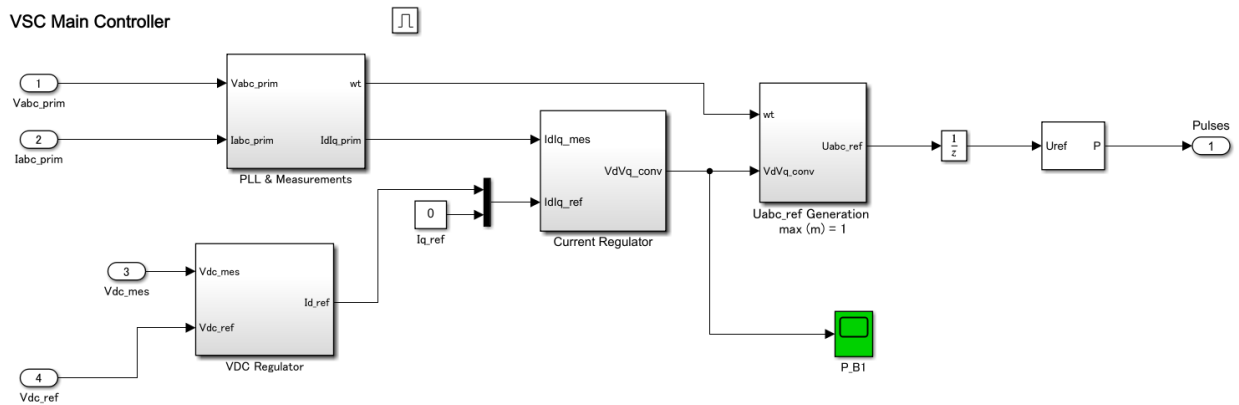 VSC Main Controller
1
Vabc_prim
2
Iabc_prim
Vabc_prim
wt
Iabc_prim
IdIq_prim
PLL & Measurements
0
Iq_ref
IdIq_mes
VdVq_conv
IdIq_ref
Current Regulator
wt
Uabc_ref
VdVq_conv
Uabc_ref Generation
max (m) = 1
1
z
Uref
P
Pulses
1
3
Vdc_mes
4
Vdc_ref
Vdc_mes
Id_ref
Vdc_ref
VDC Regulator
P_B1